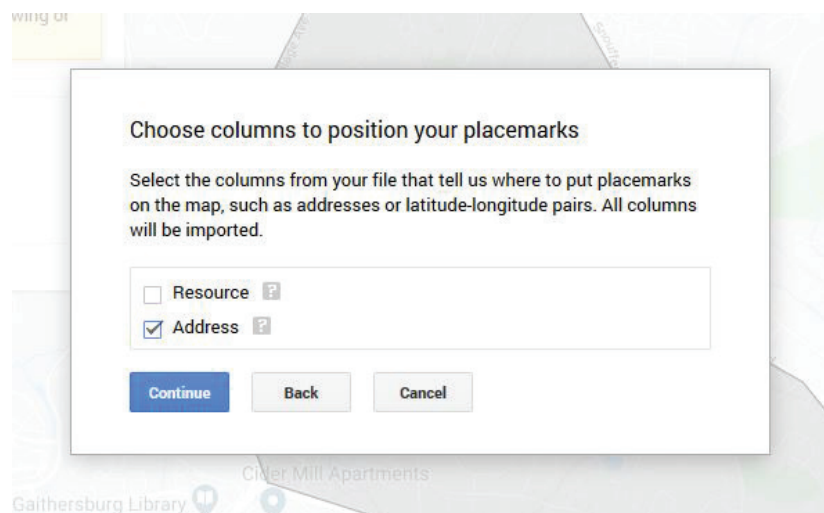 wing of
Choose columns to position your placemarks
Select the columns from your file that tell us where to put placemarks
on the map, such as addresses or latitude-longitude pairs. All columns
will be imported.
Resource ?
Address ?
Continue Back Cancel
Cider Mill Apartments
Gaithersburg Library